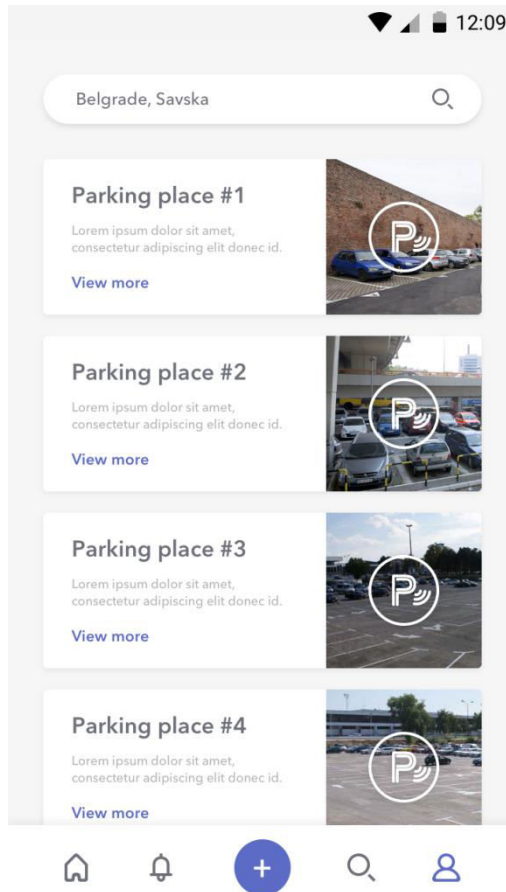 12:09
Belgrade, Savska
Parking place #1
Lorem ipsum dolor sit amet,
consectetur adipiscing elit donec id.
View more
Parking place #2
Lorem ipsum dolor sit amet,
consectetur adipiscing elit donec id.
View more
Parking place #3
Lorem ipsum dolor sit amet,
consectetur adipiscing elit donec id.
View more
Parking place #4
Lorem ipsum dolor sit amet,
consectetur adipiscing elit donec id.
View more